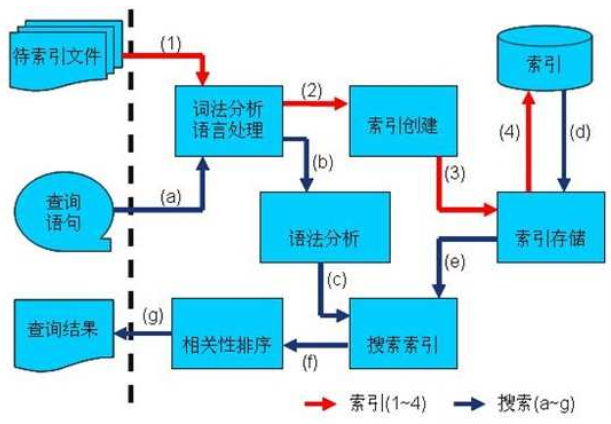 待索引文件
(1)
词法分析
语言处理
(2)
索引创建
索引
(4)
(d)
(3)
(b)
(a)
查询
语句
语法分析
索引存储
(c)
(e)
查询结果
(g)
相关性排序
(f)
搜索索引
索引(1~4)
搜索(a~g)